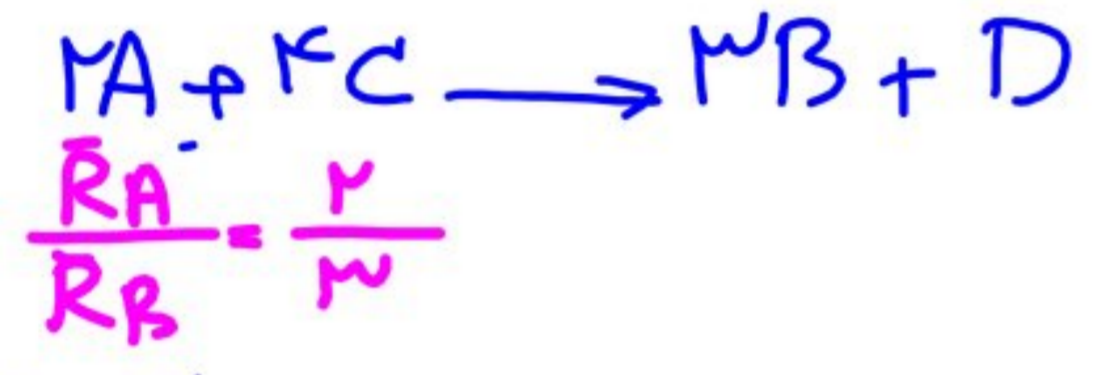 ۲A + ۴C → ۳B + D
R̄A / R̄B = ۲ / ۳